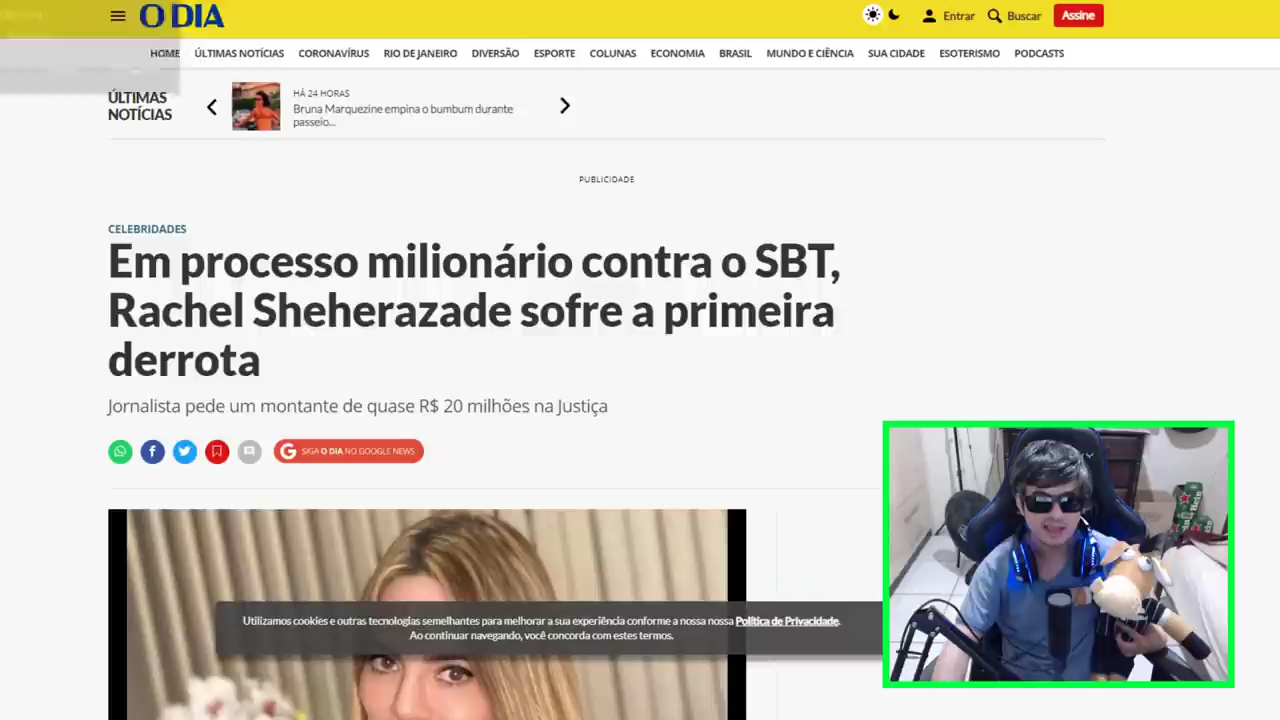 O DIA
Entrar
Buscar
Assine
HOME
ÚLTIMAS NOTÍCIAS
CORONAVÍRUS
RIO DE JANEIRO
DIVERSÃO
ESPORTE
COLUNAS
ECONOMIA
BRASIL
MUNDO E CIÊNCIA
SUA CIDADE
ESOTERISMO
PODCASTS
ÚLTIMAS
NOTÍCIAS
HÁ 24 HORAS
Bruna Marquezine empina o bumbum durante
passeio...
PUBLICIDADE
CELEBRIDADES
Em processo milionário contra o SBT,
Rachel Sheherazade sofre a primeira
derrota
Jornalista pede um montante de quase R$ 20 milhões na Justiça
SIGA O DIA NO GOOGLE NEWS
Utilizamos cookies e outras tecnologias semelhantes para melhorar a sua experiência conforme a nossa nossa Política de Privacidade.
Ao continuar navegando, você concorda com estes termos.